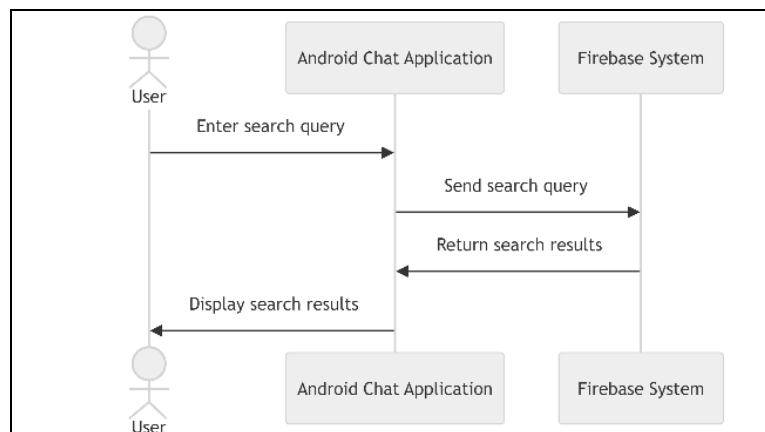 Android Chat Application
Firebase System
User
Enter search query
Send search query
Return search results
Display search results
Android Chat Application
Firebase System
User